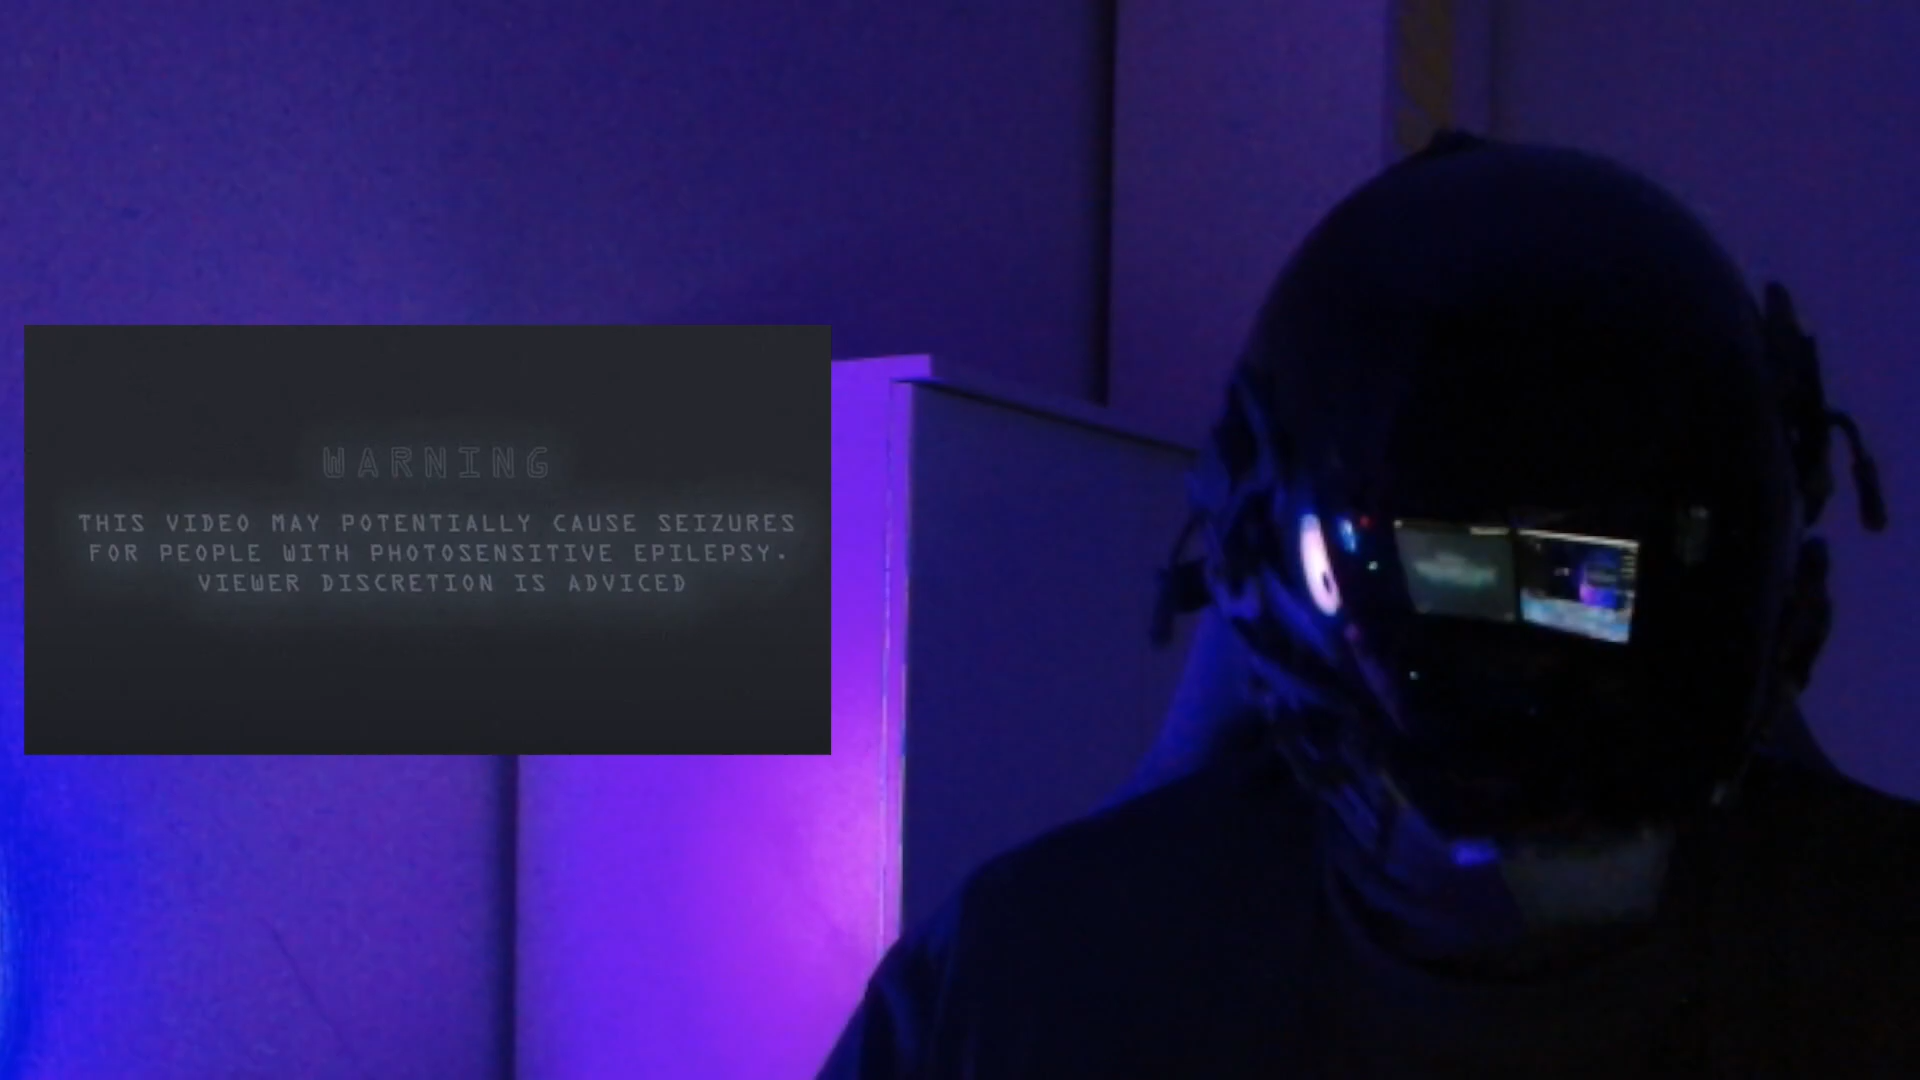 WARNING
THIS VIDEO MAY POTENTIALLY CAUSE SEIZURES
FOR PEOPLE WITH PHOTOSENSITIVE EPILEPSY.
VIEWER DISCRETION IS ADVICED